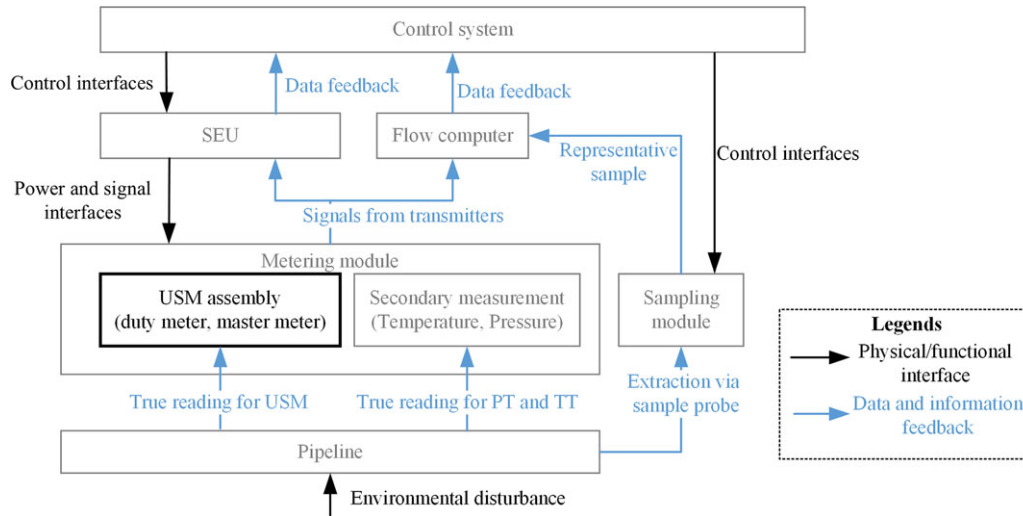 Control system
Control interfaces
Data feedback
Data feedback
SEU
Flow computer
Representative
sample
Control interfaces
Power and signal
interfaces
Signals from transmitters
Metering module
USM assembly
(duty meter, master meter)
Secondary measurement
(Temperature, Pressure)
Sampling
module
True reading for USM
True reading for PT and TT
Extraction via
sample probe
Pipeline
Environmental disturbance
Legends
Physical/functional
interface
Data and information
feedback